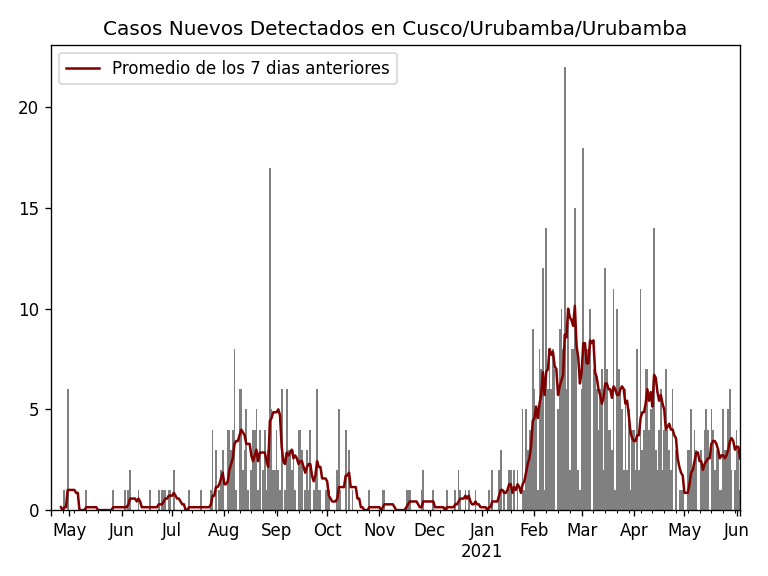 Casos Nuevos Detectados en Cusco/Urubamba/Urubamba
Promedio de los 7 dias anteriores
20
15
10
5
0
May Jun Jul Aug Sep Oct Nov Dec Jan Feb Mar Apr May Jun
2021